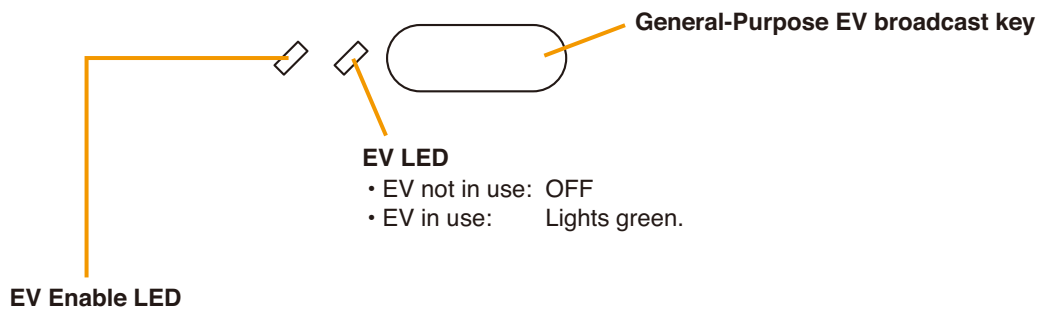 General-Purpose EV broadcast key
EV LED
・EV not in use: OFF
・EV in use: Lights green.
EV Enable LED